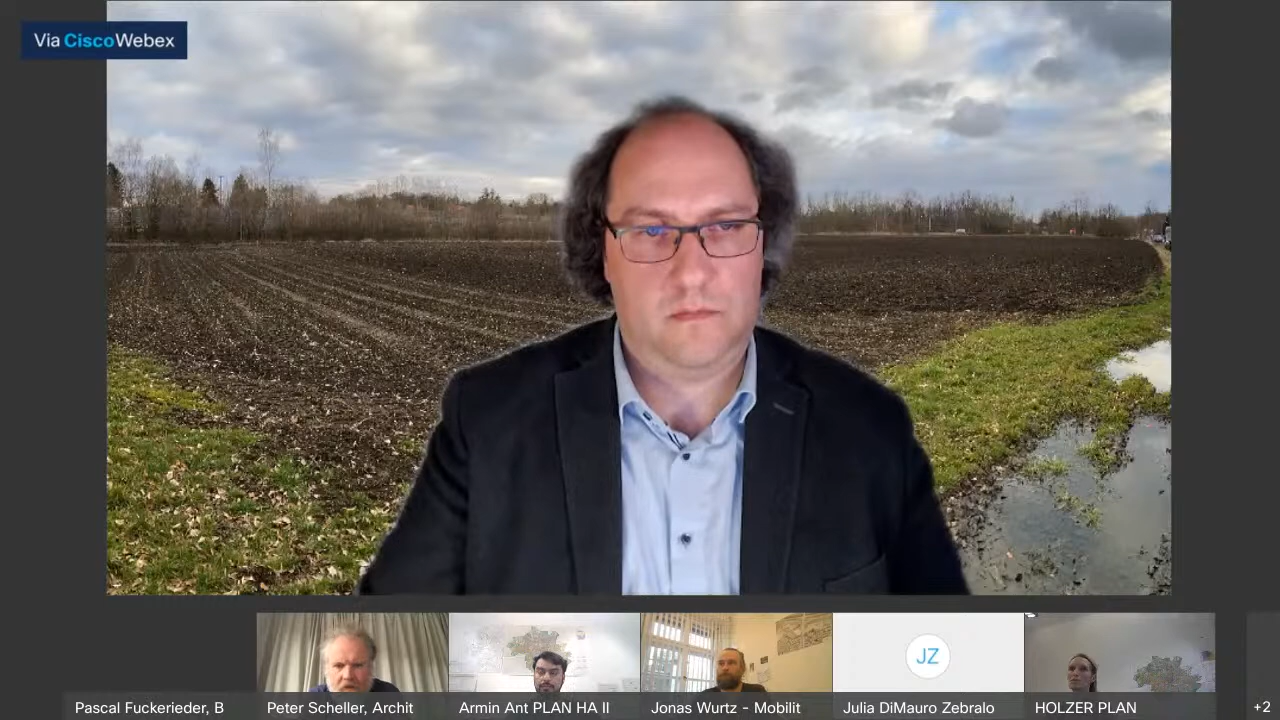 Via CiscoWebex
JZ
Pascal Fuckerieder, B
Peter Scheller, Archit
Armin Ant PLAN HA II
Jonas Wurtz - Mobilit
Julia DiMauro Zebralo
HOLZER PLAN
+2